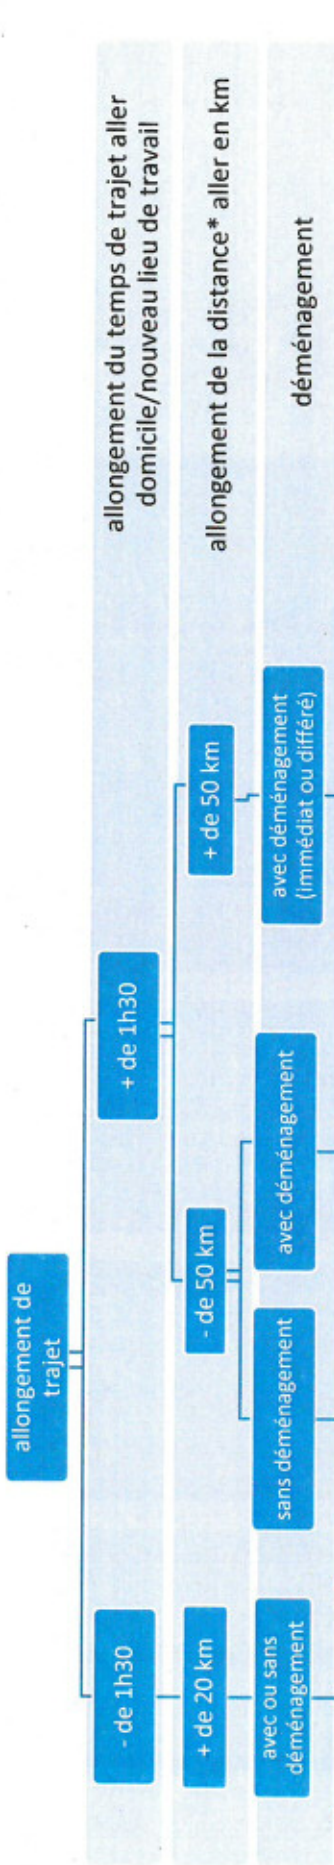 allongement de
trajet
- de 1h30
+ de 1h30
allongement du temps de trajet aller
domicile/nouveau lieu de travail
+ de 20 km
- de 50 km
+ de 50 km
allongement de la distance* aller en km
avec ou sans
déménagement
sans déménagement
avec déménagement
avec déménagement
(immédiat ou différé)
déménagement